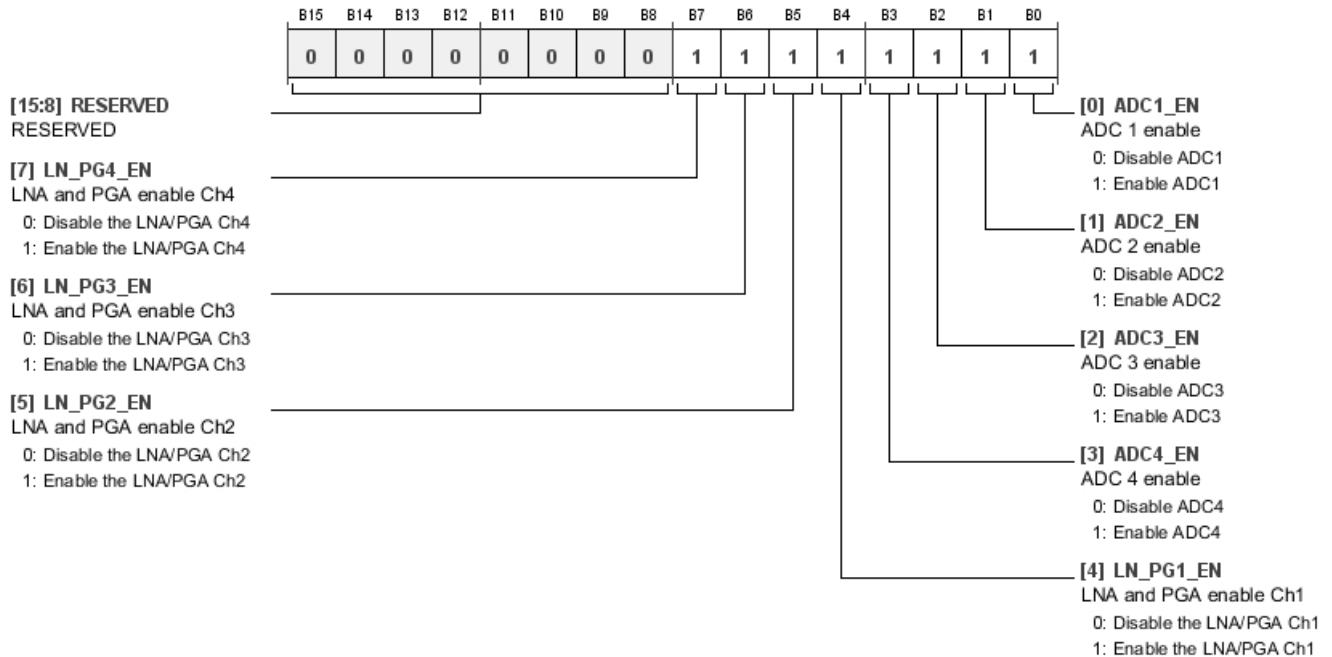 B15 B14 B13 B12 B11 B10 B9 B8 B7 B6 B5 B4 B3 B2 B1 B0
0 0 0 0 0 0 0 0 1 1 1 1 1 1 1 1
[15:8] RESERVED
RESERVED
[7] LN_PG4_EN
LNA and PGA enable Ch4
0: Disable the LNA/PGA Ch4
1: Enable the LNA/PGA Ch4
[6] LN_PG3_EN
LNA and PGA enable Ch3
0: Disable the LNA/PGA Ch3
1: Enable the LNA/PGA Ch3
[5] LN_PG2_EN
LNA and PGA enable Ch2
0: Disable the LNA/PGA Ch2
1: Enable the LNA/PGA Ch2
[0] ADC1_EN
ADC 1 enable
0: Disable ADC1
1: Enable ADC1
[1] ADC2_EN
ADC 2 enable
0: Disable ADC2
1: Enable ADC2
[2] ADC3_EN
ADC 3 enable
0: Disable ADC3
1: Enable ADC3
[3] ADC4_EN
ADC 4 enable
0: Disable ADC4
1: Enable ADC4
[4] LN_PG1_EN
LNA and PGA enable Ch1
0: Disable the LNA/PGA Ch1
1: Enable the LNA/PGA Ch1